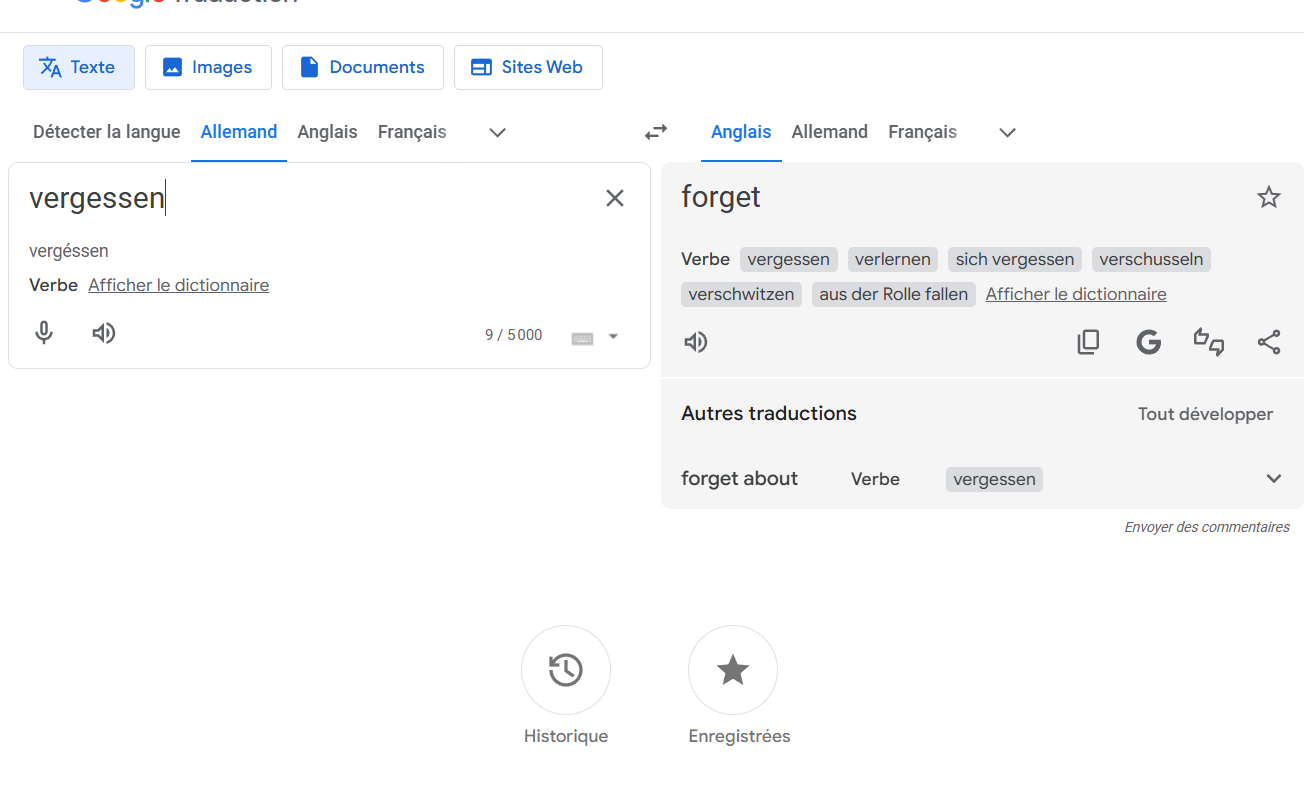 Texte Images Documents Sites Web
Détecter la langue Allemand Anglais Français
Anglais Allemand Français
vergessen
vergéssen
Verbe Afficher le dictionnaire
9 / 5 000
forget
Verbe vergessen verlernen sich vergessen verschusseln
verschwitzen aus der Rolle fallen Afficher le dictionnaire
Autres traductions Tout développer
forget about Verbe vergessen
Envoyer des commentaires
Historique Enregistrées